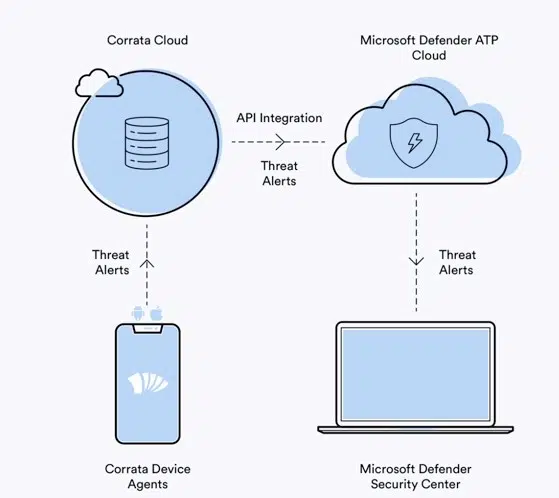 Corrata Cloud
Microsoft Defender ATP
Cloud
API Integration
Threat
Alerts
Threat
Alerts
Threat
Alerts
Corrata Device
Agents
Microsoft Defender
Security Center